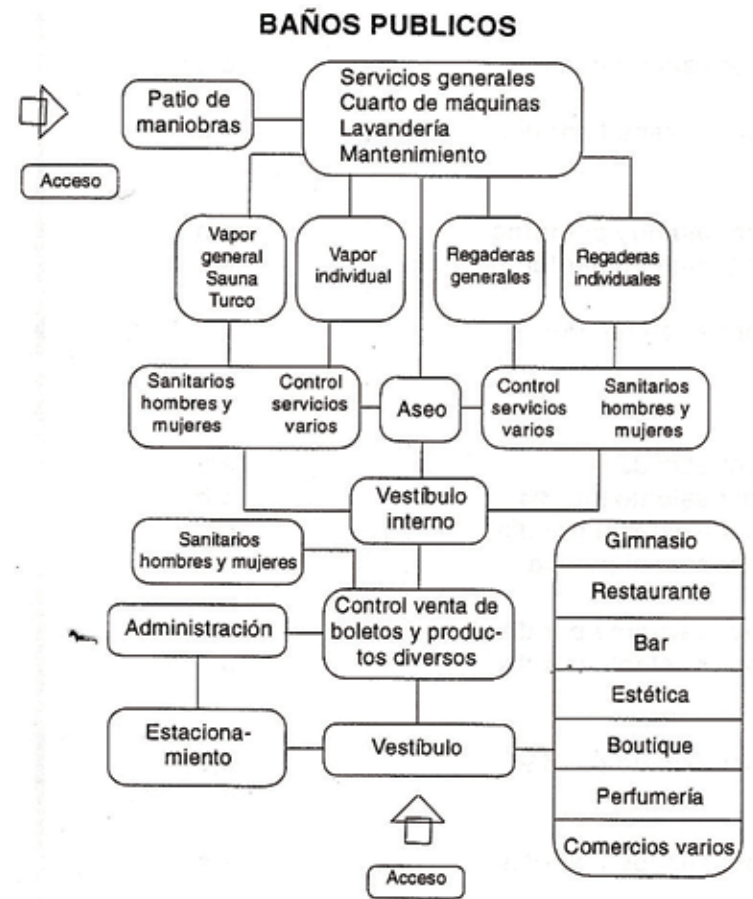 BAÑOS PUBLICOS
Patio de
maniobras
Servicios generales
Cuarto de máquinas
Lavandería
Mantenimiento
Acceso
Vapor
general
Sauna
Turco
Vapor
individual
Regaderas
generales
Regaderas
individuales
Sanitarios
hombres y
mujeres
Control
servicios
varios
Aseo
Control
servicios
varios
Sanitarios
hombres y
mujeres
Vestíbulo
interno
Sanitarios
hombres y mujeres
Administración
Control venta de
boletos y produc-
tos diversos
Estaciona-
miento
Vestíbulo
Gimnasio
Restaurante
Bar
Estética
Boutique
Perfumería
Comercios varios
Acceso